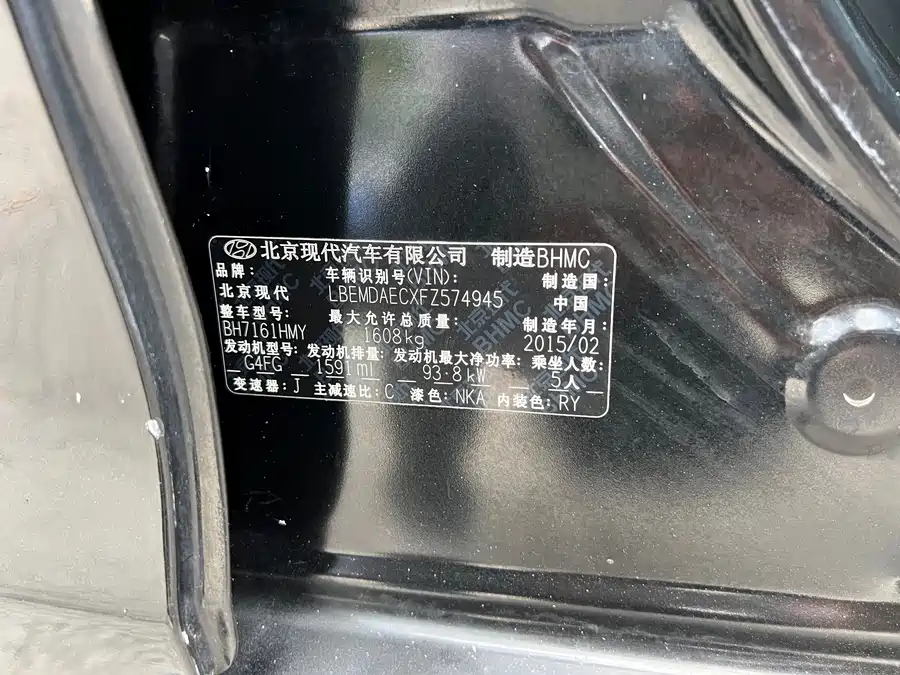 北京现代汽车有限公司 制造BHMC
品牌: 车辆识别号(VIN): 制造国:
北京现代 LBEMDAECXFZ574945 中国
整车型号: 最大允许总质量: 制造年月:
BH7161HMY 1608kg 2015/02
发动机型号: 发动机排量: 发动机最大净功率: 乘坐人数:
G4FG 1591ml 93.8kW 5人
变速器: J 主减速比: C 漆色: NKA 内装色: RY